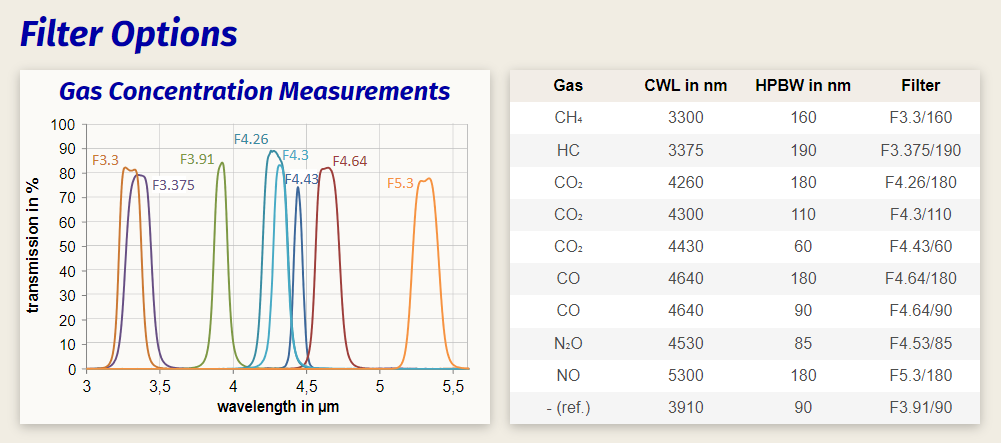 Filter Options
Gas Concentration Measurements
100
90
80
70
60
50
40
30
20
10
0
transmission in %
F3.3
F3.375
F3.91
F4.26
F4.3
F4.43
F4.64
F5.3
3 3,5 4 4,5 5 5,5
wavelength in µm
Gas CWL in nm HPBW in nm Filter
CH₄ 3300 160 F3.3/160
HC 3375 190 F3.375/190
CO₂ 4260 180 F4.26/180
CO₂ 4300 110 F4.3/110
CO₂ 4430 60 F4.43/60
CO 4640 180 F4.64/180
CO 4640 90 F4.64/90
N₂O 4530 85 F4.53/85
NO 5300 180 F5.3/180
- (ref.) 3910 90 F3.91/90